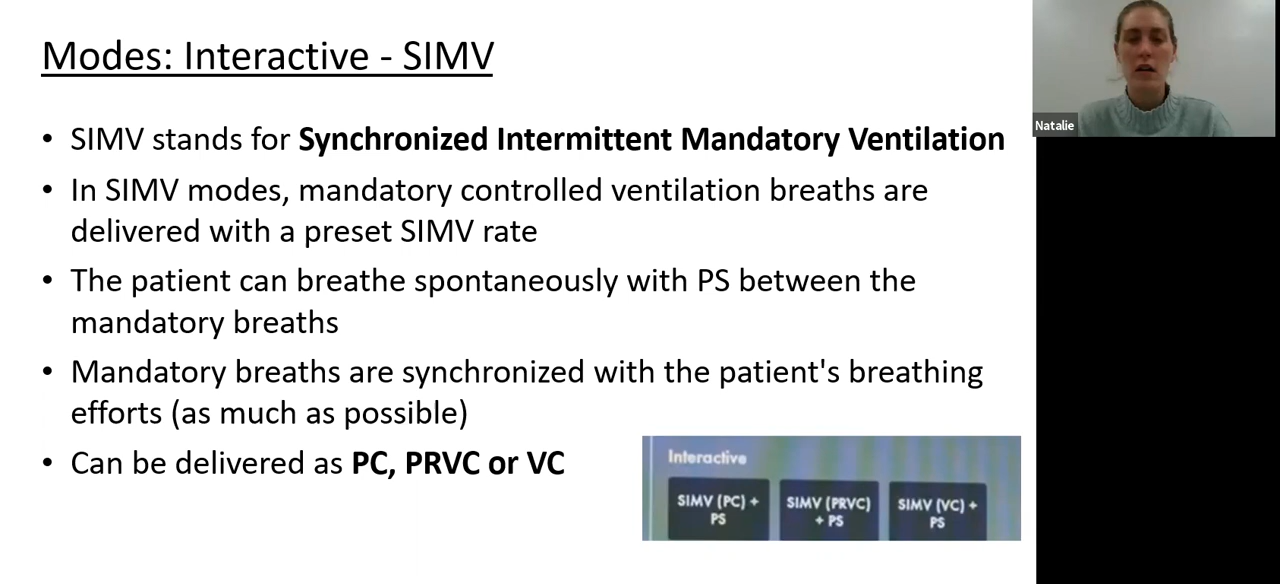 Modes: Interactive - SIMV
• SIMV stands for Synchronized Intermittent Mandatory Ventilation
• In SIMV modes, mandatory controlled ventilation breaths are
delivered with a preset SIMV rate
• The patient can breathe spontaneously with PS between the
mandatory breaths
• Mandatory breaths are synchronized with the patient's breathing
efforts (as much as possible)
• Can be delivered as PC, PRVC or VC
Interactive
SIMV (PC) +
PS
SIMV (PRVC)
+ PS
SIMV (VC) +
PS
Natalie